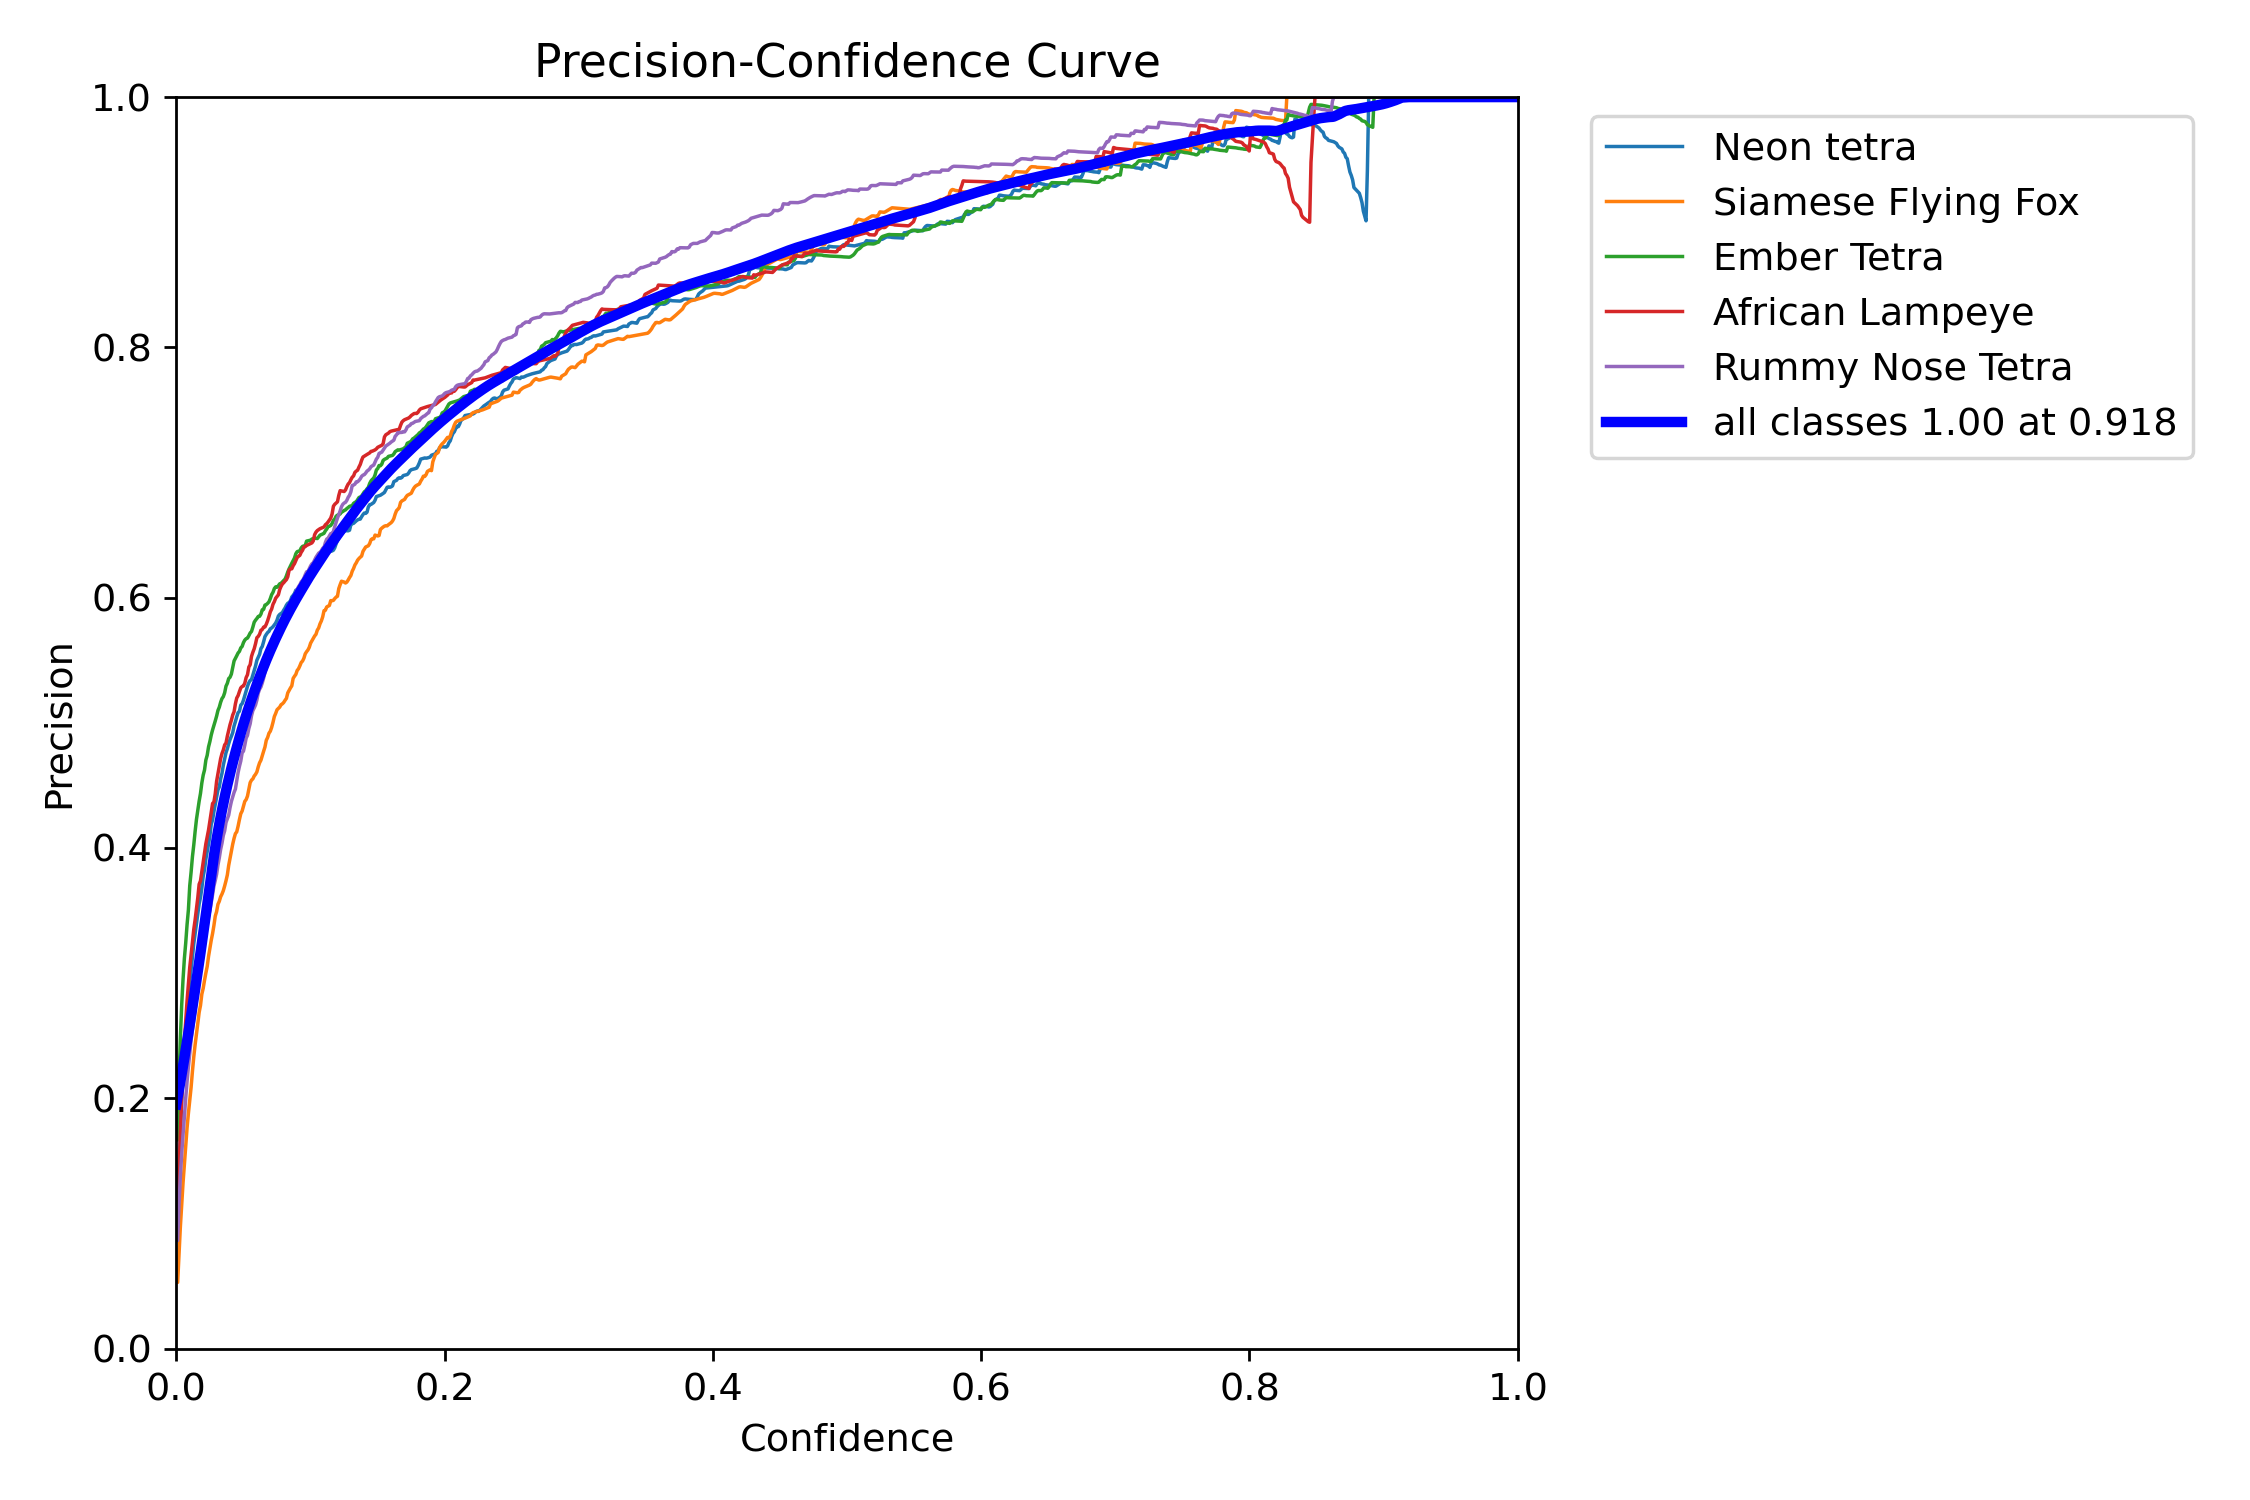 Precision-Confidence Curve
1.0
0.8
0.6
0.4
0.2
0.0
Precision
0.0 0.2 0.4 0.6 0.8 1.0
Confidence
Neon tetra
Siamese Flying Fox
Ember Tetra
African Lampeye
Rummy Nose Tetra
all classes 1.00 at 0.918